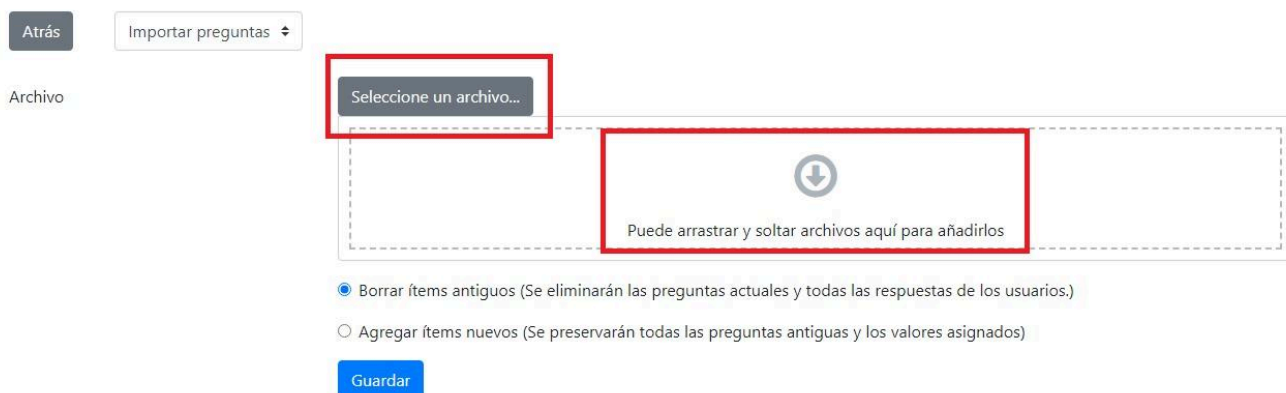 Atrás
Importar preguntas
Archivo
Seleccione un archivo...
Puede arrastrar y soltar archivos aquí para añadirlos
Borrar ítems antiguos (Se eliminarán las preguntas actuales y todas las respuestas de los usuarios.)
Agregar ítems nuevos (Se preservarán todas las preguntas antiguas y los valores asignados)
Guardar